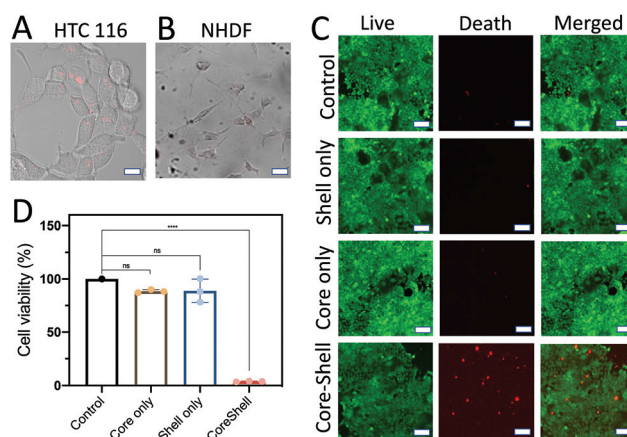 A HTC 116
B NHDF
C Live Death Merged
Control
Shell only
Core only
Core-Shell
D
Cell viability (%)
150
100
50
0
****
ns
ns
Control
Core only
Shell only
CoreShell